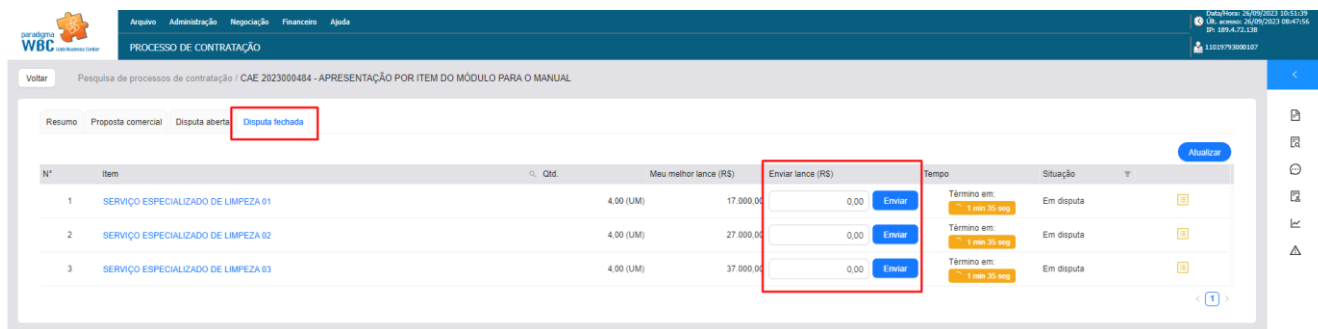 Data/Hora: 26/09/2023 10:51:39
Últ. acesso: 26/09/2023 08:47:56
IP: 189.4.72.138
11019793000107
paradigma
WBC
Arquivo Administração Negociação Financeiro Ajuda
PROCESSO DE CONTRATAÇÃO
Voltar Pesquisa de processos de contratação / CAE 2023000484 - APRESENTAÇÃO POR ITEM DO MÓDULO PARA O MANUAL
Resumo Proposta comercial Disputa aberta Disputa fechada
Atualizar
N° Item Qtd. Meu melhor lance (R$) Enviar lance (R$) Tempo Situação
1 SERVIÇO ESPECIALIZADO DE LIMPEZA 01 4,00 (UM) 17.000,00 0,00 Enviar Término em: 1 min 35 seg Em disputa
2 SERVIÇO ESPECIALIZADO DE LIMPEZA 02 4,00 (UM) 27.000,00 0,00 Enviar Término em: 1 min 35 seg Em disputa
3 SERVIÇO ESPECIALIZADO DE LIMPEZA 03 4,00 (UM) 37.000,00 0,00 Enviar Término em: 1 min 35 seg Em disputa
< 1 >